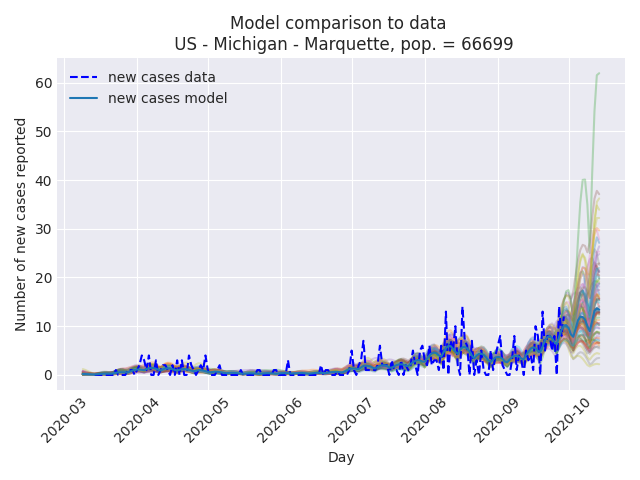 Model comparison to data
US - Michigan - Marquette, pop. = 66699
new cases data
new cases model
Number of new cases reported
60
50
40
30
20
10
0
2020-03
2020-04
2020-05
2020-06
2020-07
2020-08
2020-09
2020-10
Day